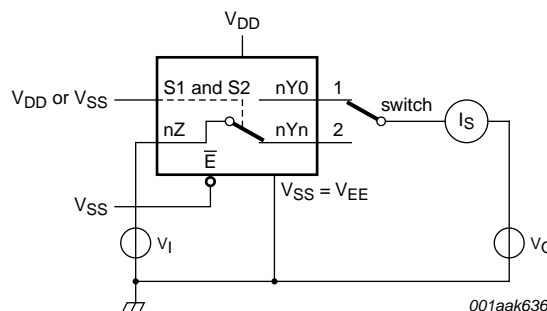 VDD
S1 and S2
nY0
1
switch
VDD or VSS
nZ
nYn
2
IS
E
VSS = VEE
VSS
VI
VO
001aak636